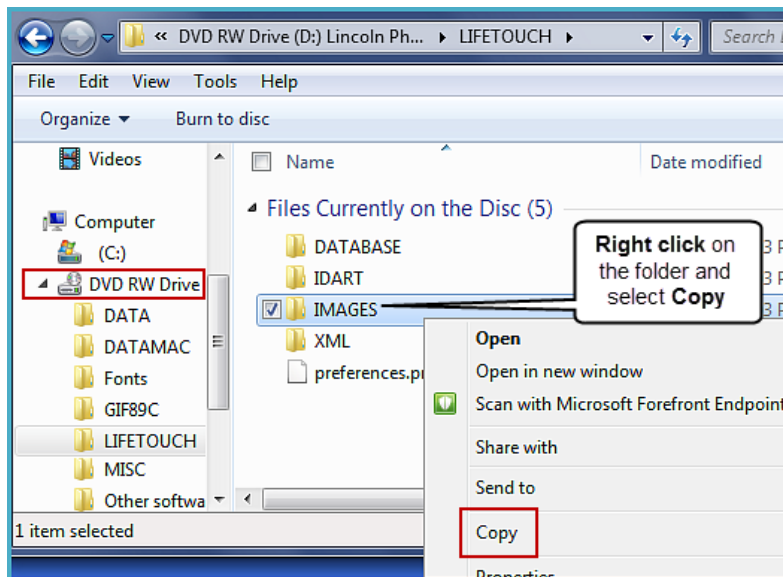 « DVD RW Drive (D:) Lincoln Ph... ▸ LIFETOUCH ▸
Search
File Edit View Tools Help
Organize Burn to disc
Videos
Computer
(C:)
DVD RW Drive
DATA
DATAMAC
Fonts
GIF89C
LIFETOUCH
MISC
Other softwa
Name Date modified
Files Currently on the Disc (5)
DATABASE
IDART
IMAGES
XML
preferences.pr
Right click on
the folder and
select Copy
Open
Open in new window
Scan with Microsoft Forefront Endpoint
Share with
Send to
Copy
Properties
1 item selected